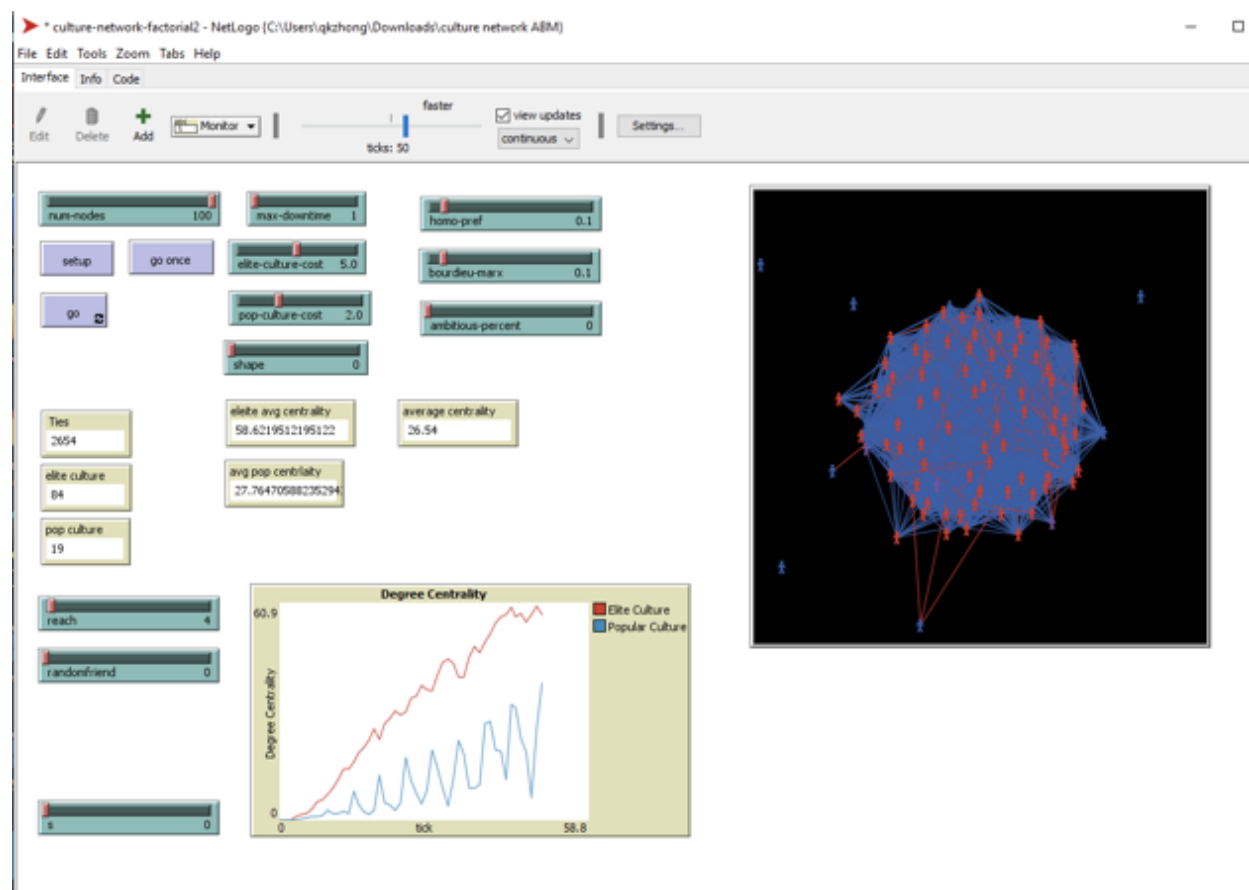 * culture-network-factorial2 - NetLogo {C:\Users\qkzhong\Downloads\culture network ABM}
File Edit Tools Zoom Tabs Help
Interface Info Code
Edit Delete Add Monitor faster view updates Settings...
ticks: 50 continuous
num-nodes 100 max-downtime 1 homo-pref 0.1
setup go once elite-culture-cost 5.0 bourdieu-marx 0.1
go pop-culture-cost 2.0 ambitious-percent 0
shape 0
Ties eleite avg centrality average centrality
2654 58.6219512195122 26.54
elite culture avg pop centrlaity
84 27.76470588235294
pop culture
19
reach 4
randomfriend 0
s 0
Degree Centrality
60.9 Elite Culture
Popular Culture
Degree Centrality
0
0 tick 58.8